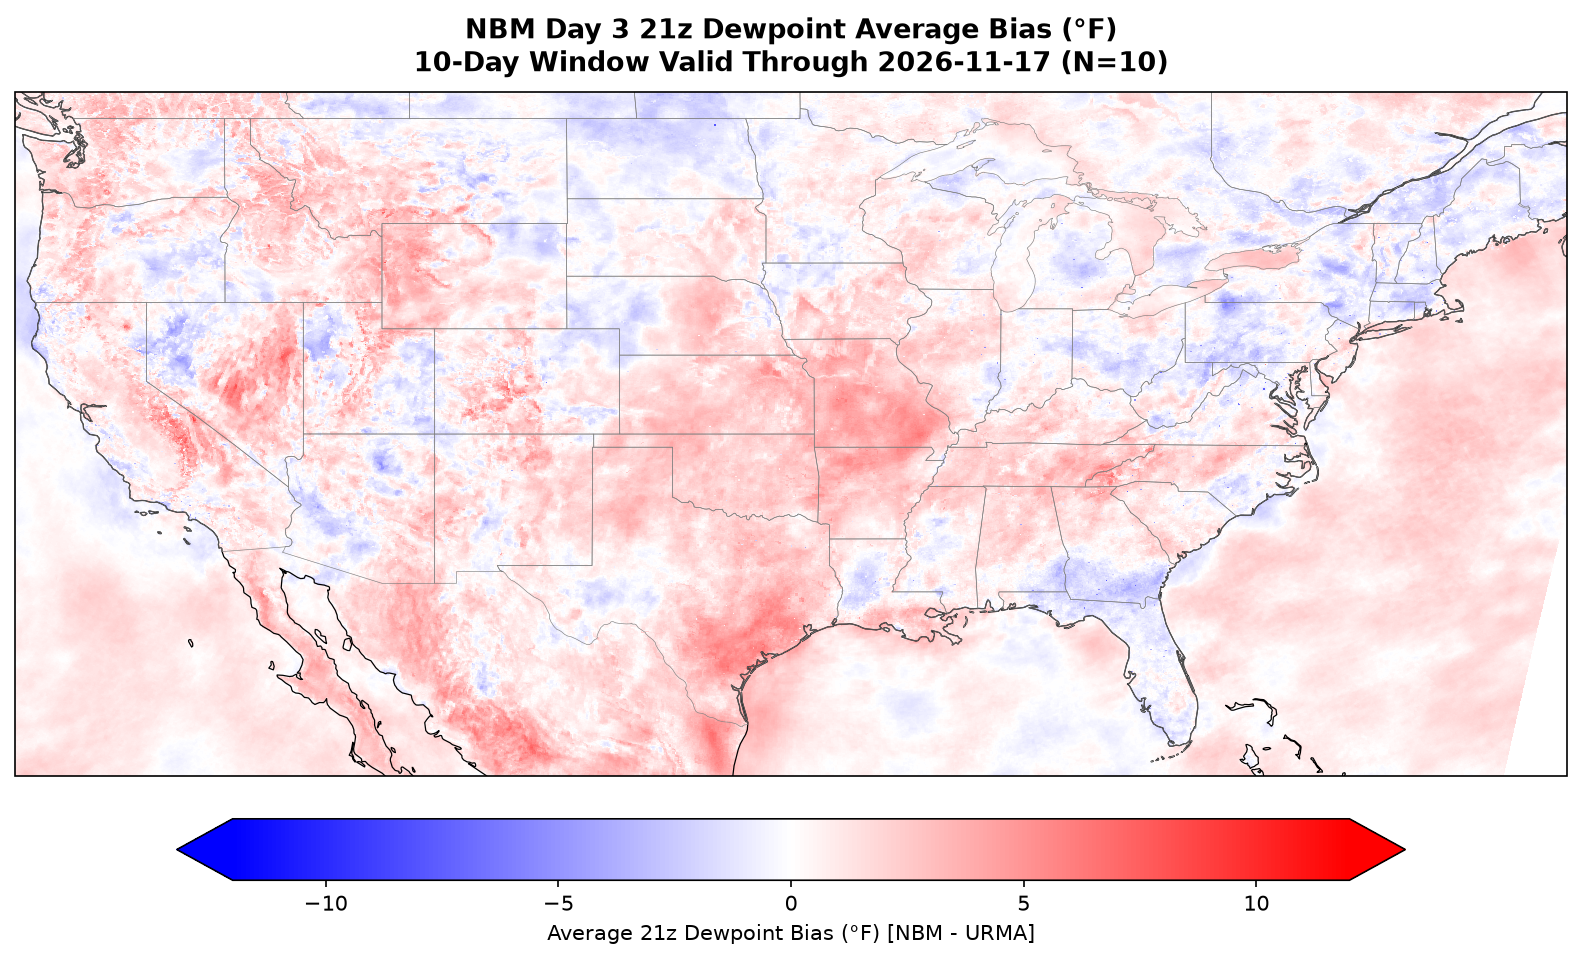 NBM Day 3 21z Dewpoint Average Bias (°F)
10-Day Window Valid Through 2026-11-17 (N=10)
−10 −5 0 5 10
Average 21z Dewpoint Bias (°F) [NBM - URMA]